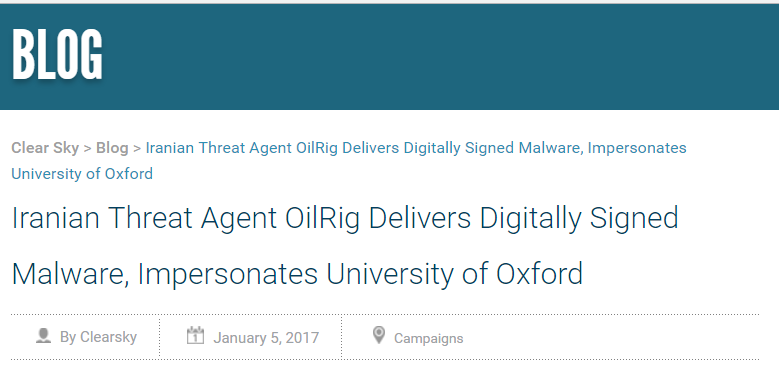 BLOG
Clear Sky > Blog > Iranian Threat Agent OilRig Delivers Digitally Signed Malware, Impersonates
University of Oxford
Iranian Threat Agent OilRig Delivers Digitally Signed
Malware, Impersonates University of Oxford
By Clearsky
1 January 5, 2017
Campaigns